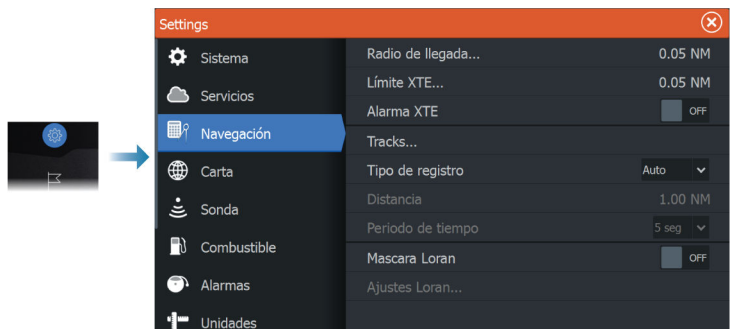 Settings
Sistema
Servicios
Navegación
Carta
Sonda
Combustible
Alarmas
Unidades
Radio de llegada... 0.05 NM
Límite XTE... 0.05 NM
Alarma XTE OFF
Tracks...
Tipo de registro Auto
Distancia 1.00 NM
Periodo de tiempo 5 seg
Mascara Loran OFF
Ajustes Loran...